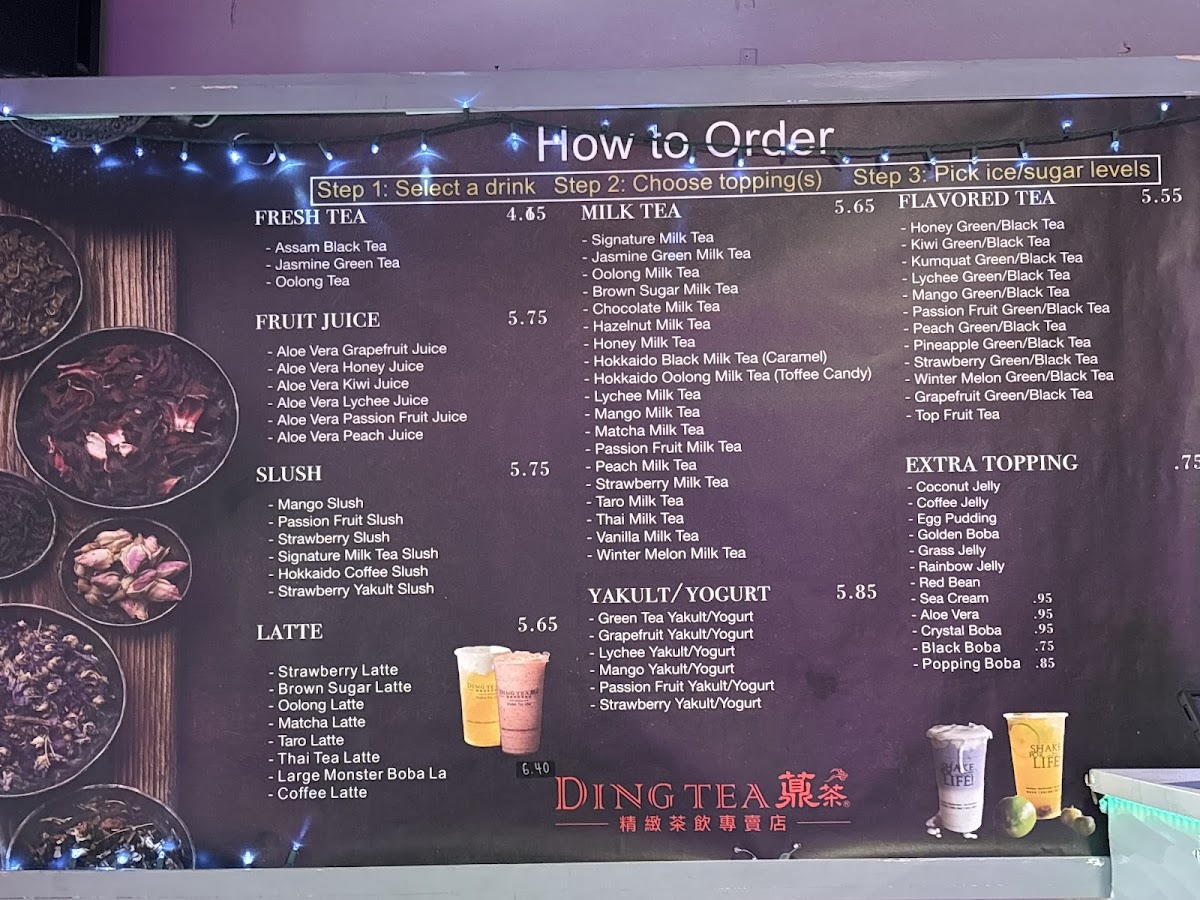 How to Order
Step 1: Select a drink Step 2: Choose topping(s) Step 3: Pick ice/sugar levels
FRESH TEA
- Assam Black Tea
- Jasmine Green Tea
- Oolong Tea
FRUIT JUICE 5.75
- Aloe Vera Grapefruit Juice
- Aloe Vera Honey Juice
- Aloe Vera Kiwi Juice
- Aloe Vera Lychee Juice
- Aloe Vera Passion Fruit Juice
- Aloe Vera Peach Juice
SLUSH 5.75
- Mango Slush
- Passion Fruit Slush
- Strawberry Slush
- Signature Milk Tea Slush
- Hokkaido Coffee Slush
- Strawberry Yakult Slush
LATTE 5.65
- Strawberry Latte
- Brown Sugar Latte
- Oolong Latte
- Matcha Latte
- Taro Latte
- Thai Tea Latte
- Large Monster Boba La 6.40
- Coffee Latte
MILK TEA 5.65
- Signature Milk Tea
- Jasmine Green Milk Tea
- Oolong Milk Tea
- Brown Sugar Milk Tea
- Chocolate Milk Tea
- Hazelnut Milk Tea
- Honey Milk Tea
- Hokkaido Black Milk Tea (Caramel)
- Hokkaido Oolong Milk Tea (Toffee Candy)
- Lychee Milk Tea
- Mango Milk Tea
- Matcha Milk Tea
- Passion Fruit Milk Tea
- Peach Milk Tea
- Strawberry Milk Tea
- Taro Milk Tea
- Thai Milk Tea
- Vanilla Milk Tea
- Winter Melon Milk Tea
YAKULT/YOGURT 5.85
- Green Tea Yakult/Yogurt
- Grapefruit Yakult/Yogurt
- Lychee Yakult/Yogurt
- Mango Yakult/Yogurt
- Passion Fruit Yakult/Yogurt
- Strawberry Yakult/Yogurt
FLAVORED TEA 5.55
- Honey Green/Black Tea
- Kiwi Green/Black Tea
- Kumquat Green/Black Tea
- Lychee Green/Black Tea
- Mango Green/Black Tea
- Passion Fruit Green/Black Tea
- Peach Green/Black Tea
- Pineapple Green/Black Tea
- Strawberry Green/Black Tea
- Winter Melon Green/Black Tea
- Grapefruit Green/Black Tea
- Top Fruit Tea
EXTRA TOPPING .75
- Coconut Jelly
- Coffee Jelly
- Egg Pudding
- Golden Boba
- Grass Jelly
- Rainbow Jelly
- Red Bean
- Sea Cream .95
- Aloe Vera .95
- Crystal Boba .95
- Black Boba .75
- Popping Boba .85
DING TEA
DING TEA
SHAKE
FOR
LIFE!
SHAKE
FOR
LIFE!
DING TEA 薡茶®
精緻茶飲專賣店